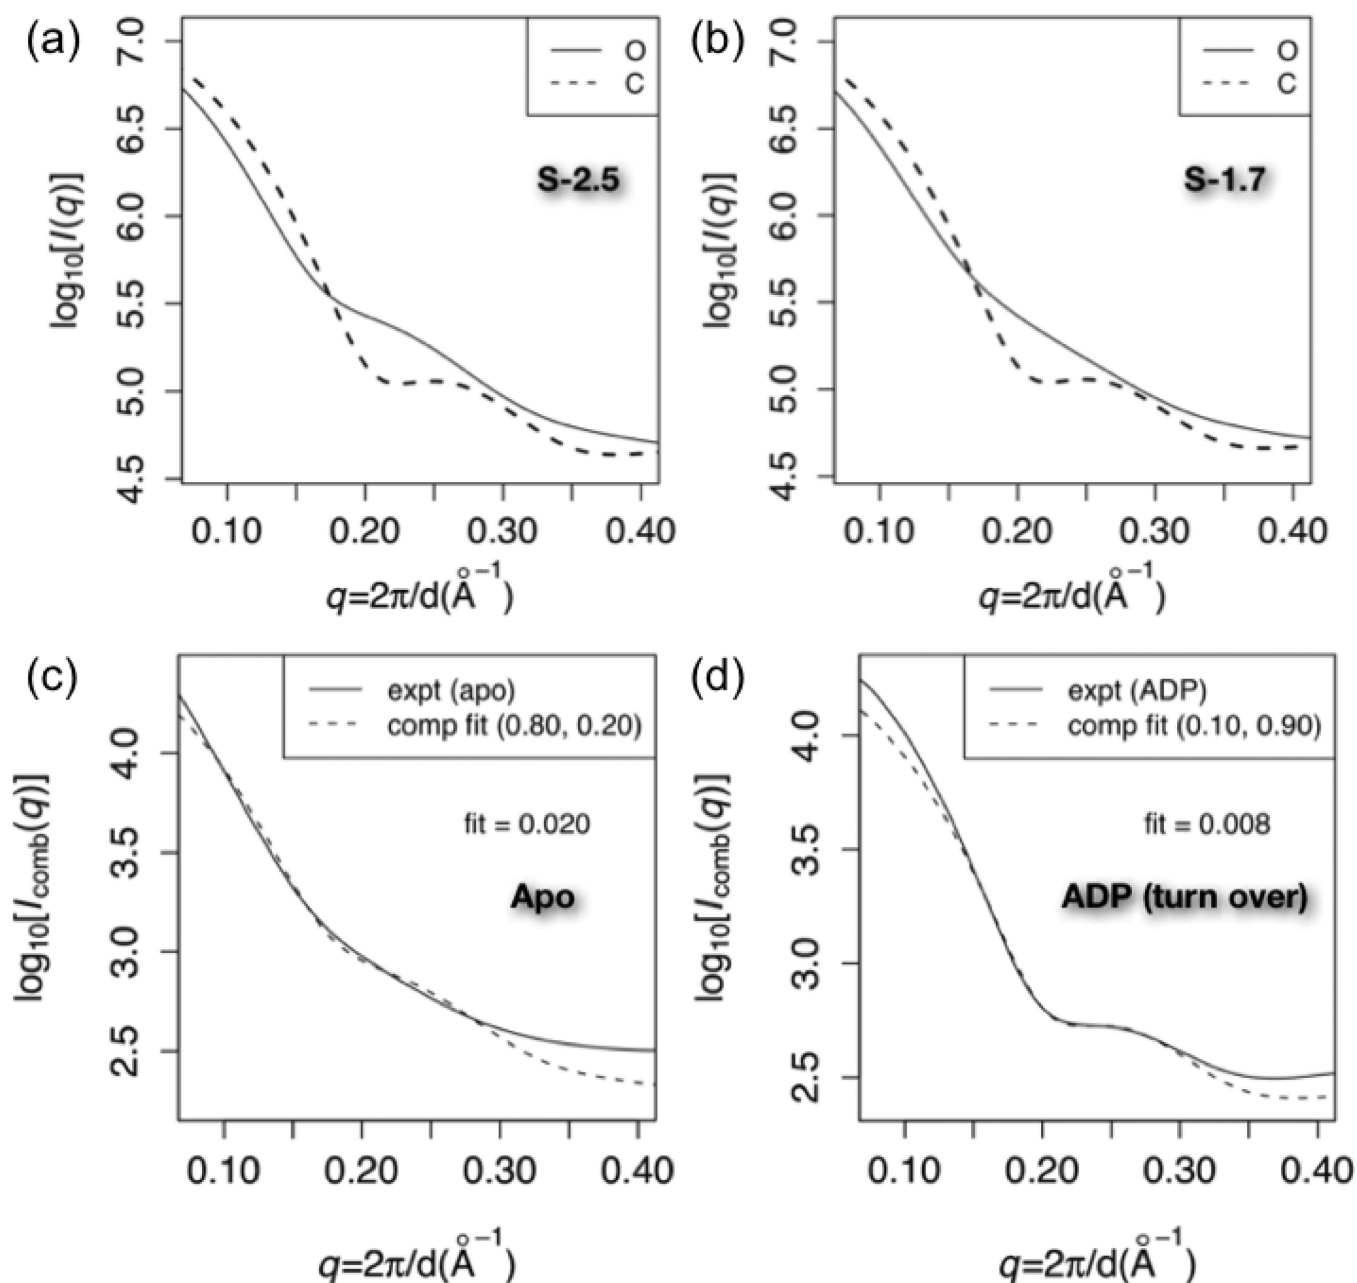 (a)
7.0
6.5
6.0
5.5
5.0
4.5
log10[I(q)]
O
C
S-2.5
0.10 0.20 0.30 0.40
q=2π/d(Å−1)
(b)
7.0
6.5
6.0
5.5
5.0
4.5
log10[I(q)]
O
C
S-1.7
0.10 0.20 0.30 0.40
q=2π/d(Å−1)
(c)
4.0
3.5
3.0
2.5
log10[Icomb(q)]
expt (apo)
comp fit (0.80, 0.20)
fit = 0.020
Apo
0.10 0.20 0.30 0.40
q=2π/d(Å−1)
(d)
4.0
3.5
3.0
2.5
log10[Icomb(q)]
expt (ADP)
comp fit (0.10, 0.90)
fit = 0.008
ADP (turn over)
0.10 0.20 0.30 0.40
q=2π/d(Å−1)